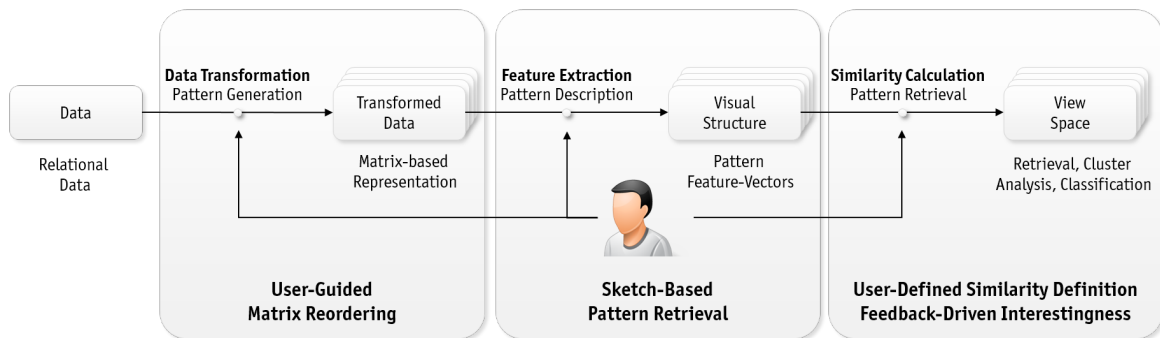 Data
Relational
Data
Data Transformation
Pattern Generation
Transformed
Data
Matrix-based
Representation
User-Guided
Matrix Reordering
Feature Extraction
Pattern Description
Visual
Structure
Pattern
Feature-Vectors
Sketch-Based
Pattern Retrieval
Similarity Calculation
Pattern Retrieval
View
Space
Retrieval, Cluster
Analysis, Classification
User-Defined Similarity Definition
Feedback-Driven Interestingness